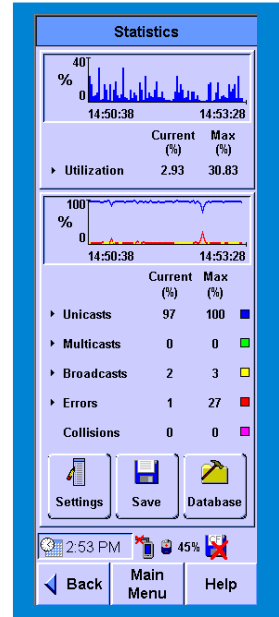 Statistics
40
%
0
14:50:38 14:53:28
Current Max
(%) (%)
Utilization 2.93 30.83
100
%
0
14:50:38 14:53:28
Current Max
(%) (%)
Unicasts 97 100
Multicasts 0 0
Broadcasts 2 3
Errors 1 27
Collisions 0 0
Settings Save Database
2:53 PM 45%
Back Main Menu Help